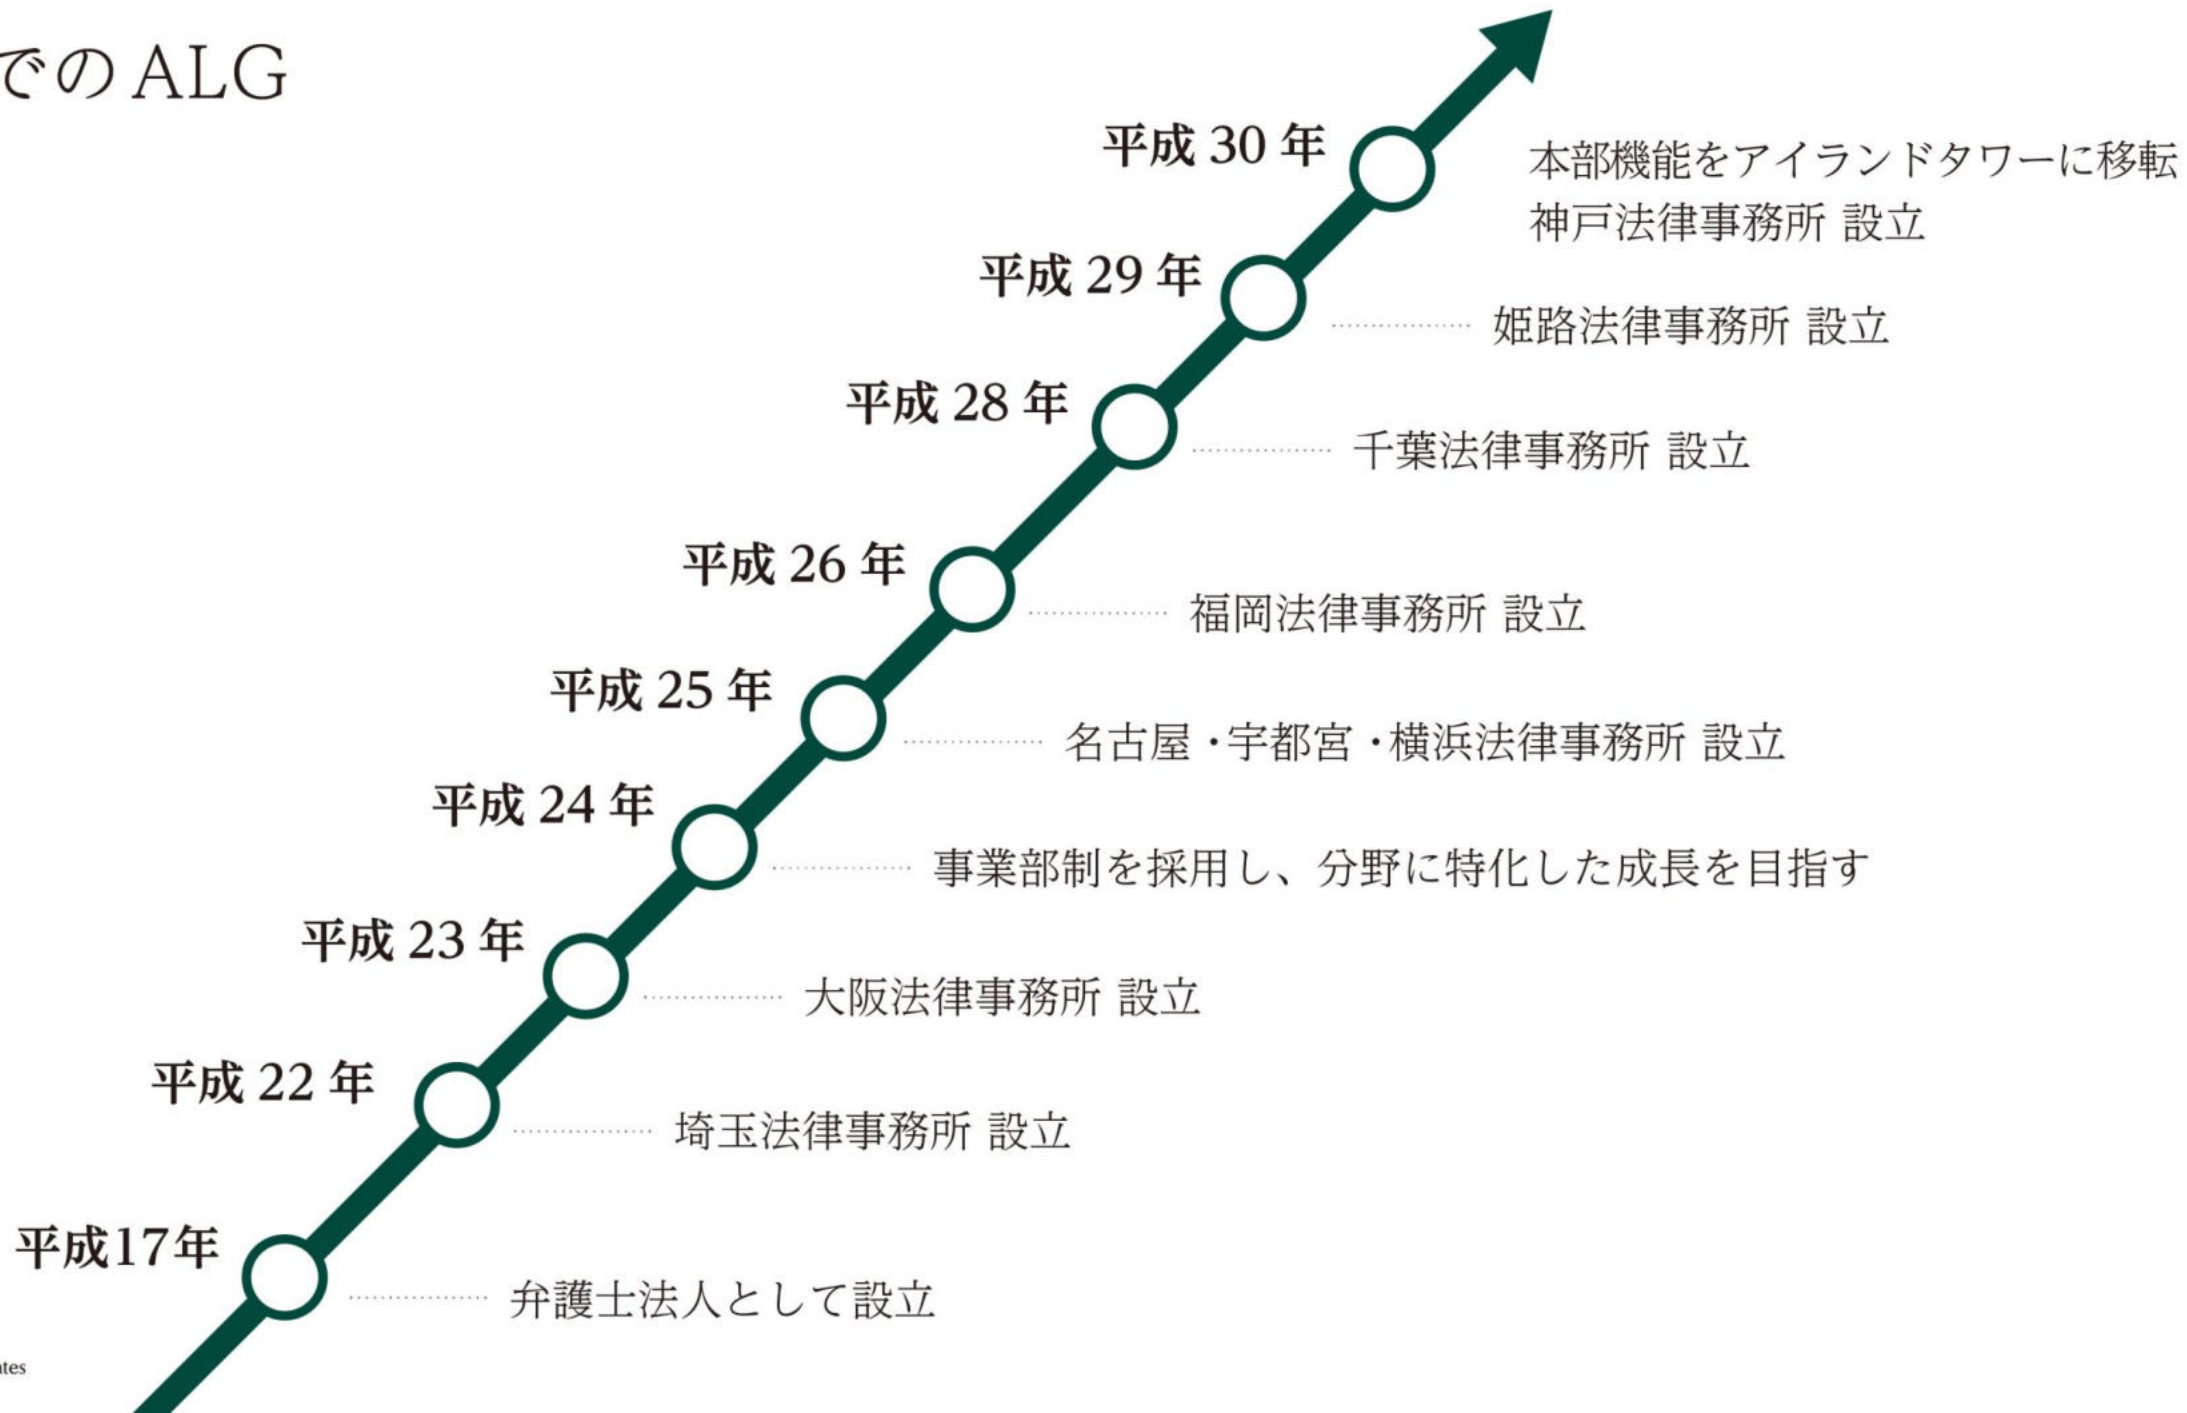 でのALG
平成 30 年
本部機能をアイランドタワーに移転
神戸法律事務所 設立
平成 29 年
姫路法律事務所 設立
平成 28 年
千葉法律事務所 設立
平成 26 年
福岡法律事務所 設立
平成 25 年
名古屋・宇都宮・横浜法律事務所 設立
平成 24 年
事業部制を採用し、分野に特化した成長を目指す
平成 23 年
大阪法律事務所 設立
平成 22 年
埼玉法律事務所 設立
平成17年
弁護士法人として設立